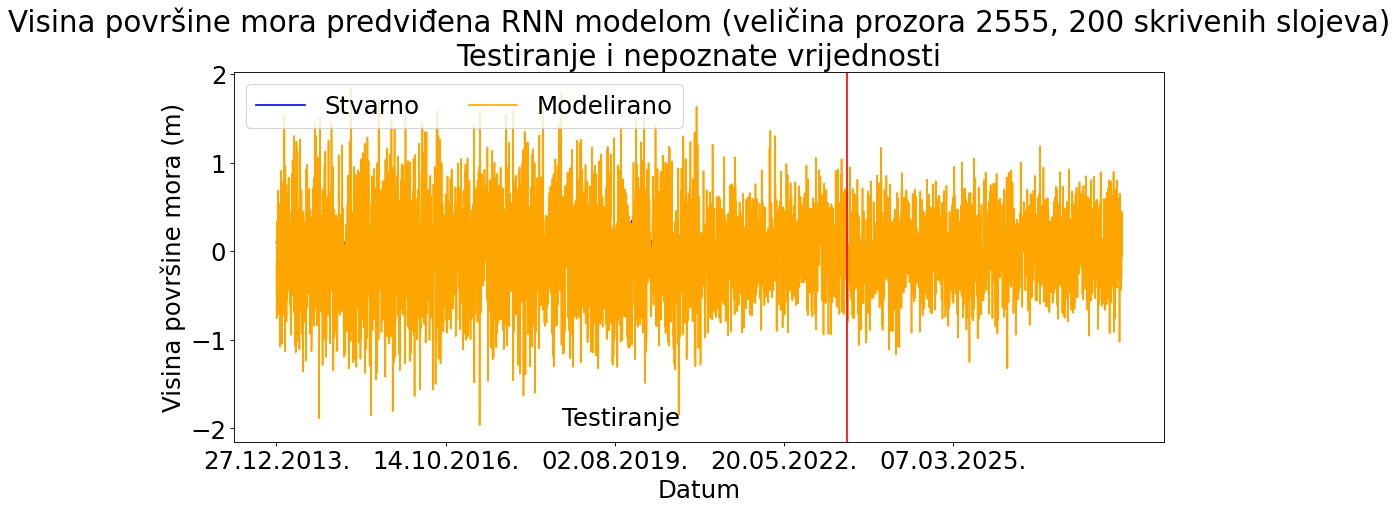 Visina površine mora predviđena RNN modelom (veličina prozora 2555, 200 skrivenih slojeva)
Testiranje i nepoznate vrijednosti
Stvarno
Modelirano
Visina površine mora (m)
2
1
0
−1
−2
Testiranje
27.12.2013.
14.10.2016.
02.08.2019.
20.05.2022.
07.03.2025.
Datum